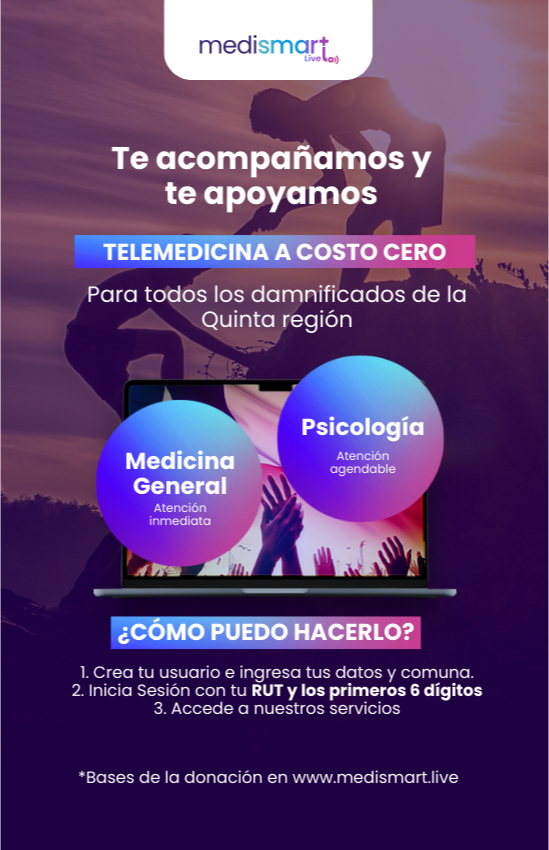 medismart
Live
Te acompañamos y
te apoyamos
TELEMEDICINA A COSTO CERO
Para todos los damnificados de la
Quinta región
Psicología
Atención
agendable
Medicina
General
Atención
inmediata
¿CÓMO PUEDO HACERLO?
1. Crea tu usuario e ingresa tus datos y comuna.
2. Inicia Sesión con tu RUT y los primeros 6 dígitos
3. Accede a nuestros servicios
*Bases de la donación en www.medismart.live